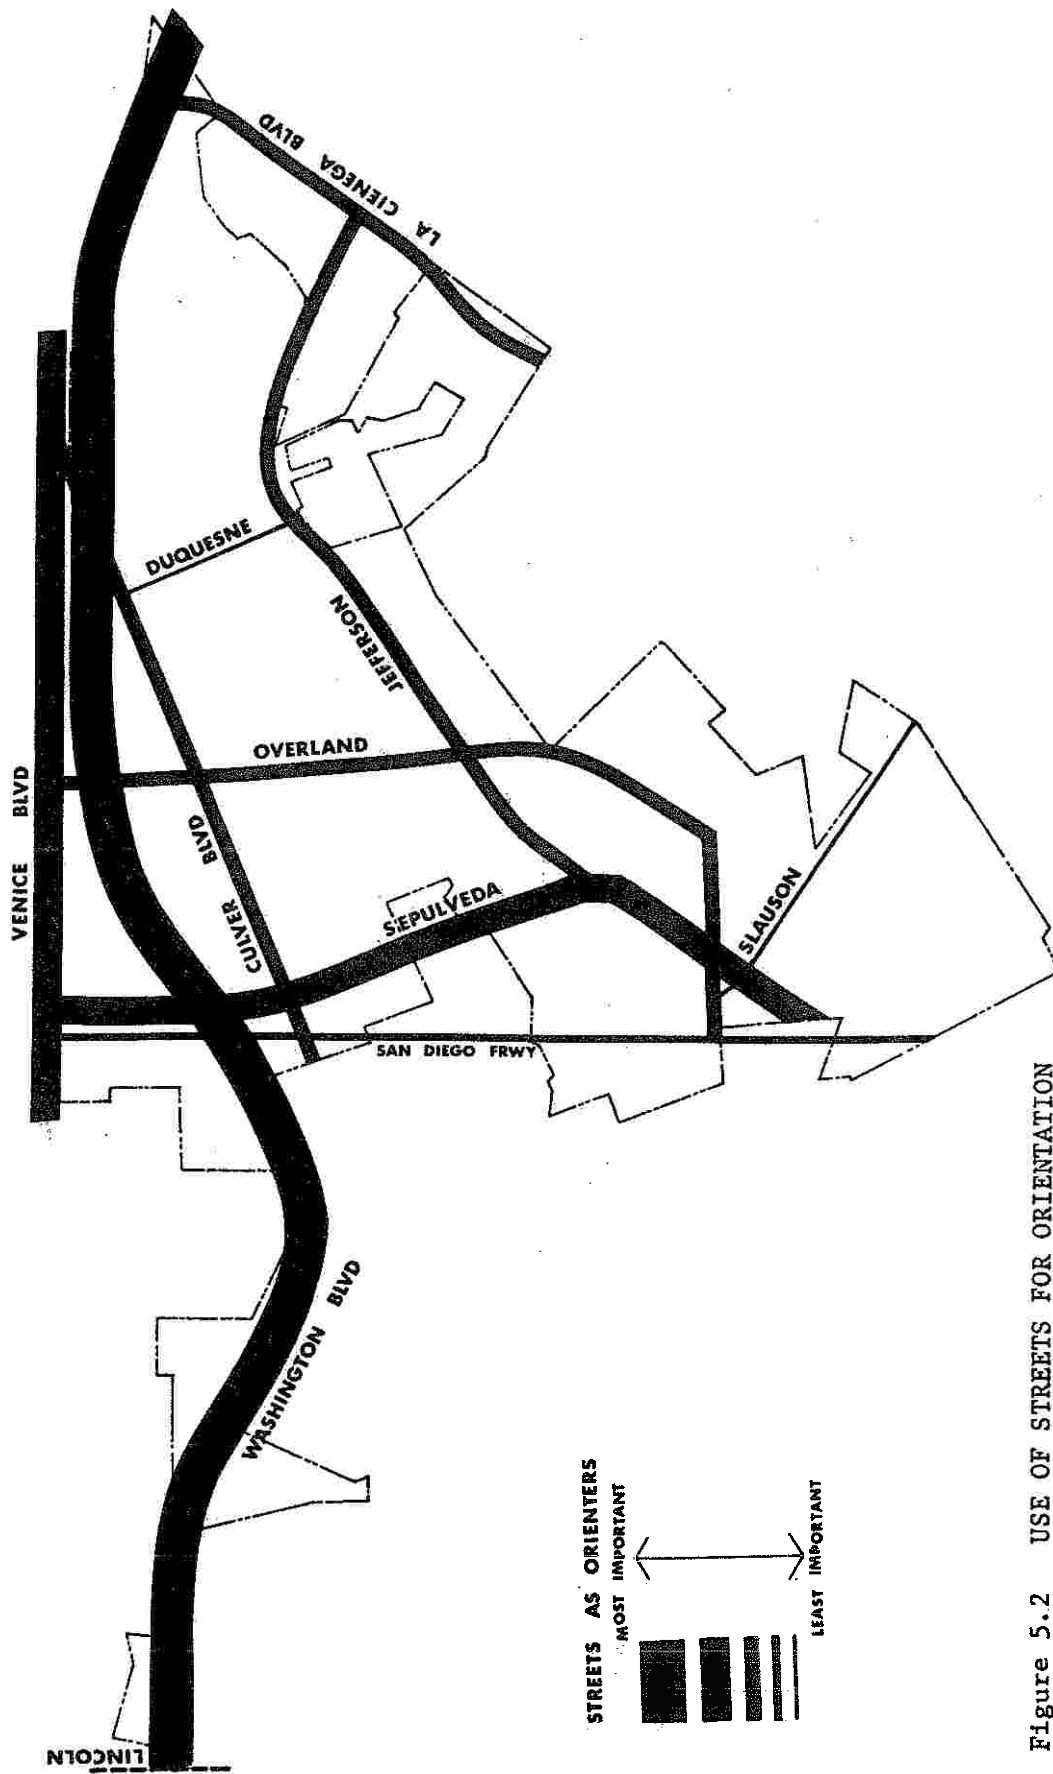 VENICE BLVD
LA CIENEGA BLVD
DUQUESNE
JEFFERSON
OVERLAND
CULVER BLVD
SEPULVEDA
SLAUSON
SAN DIEGO FRWY
WASHINGTON BLVD
LINCOLN
STREETS AS ORIENTERS
MOST IMPORTANT
LEAST IMPORTANT
Figure 5.2 USE OF STREETS FOR ORIENTATION